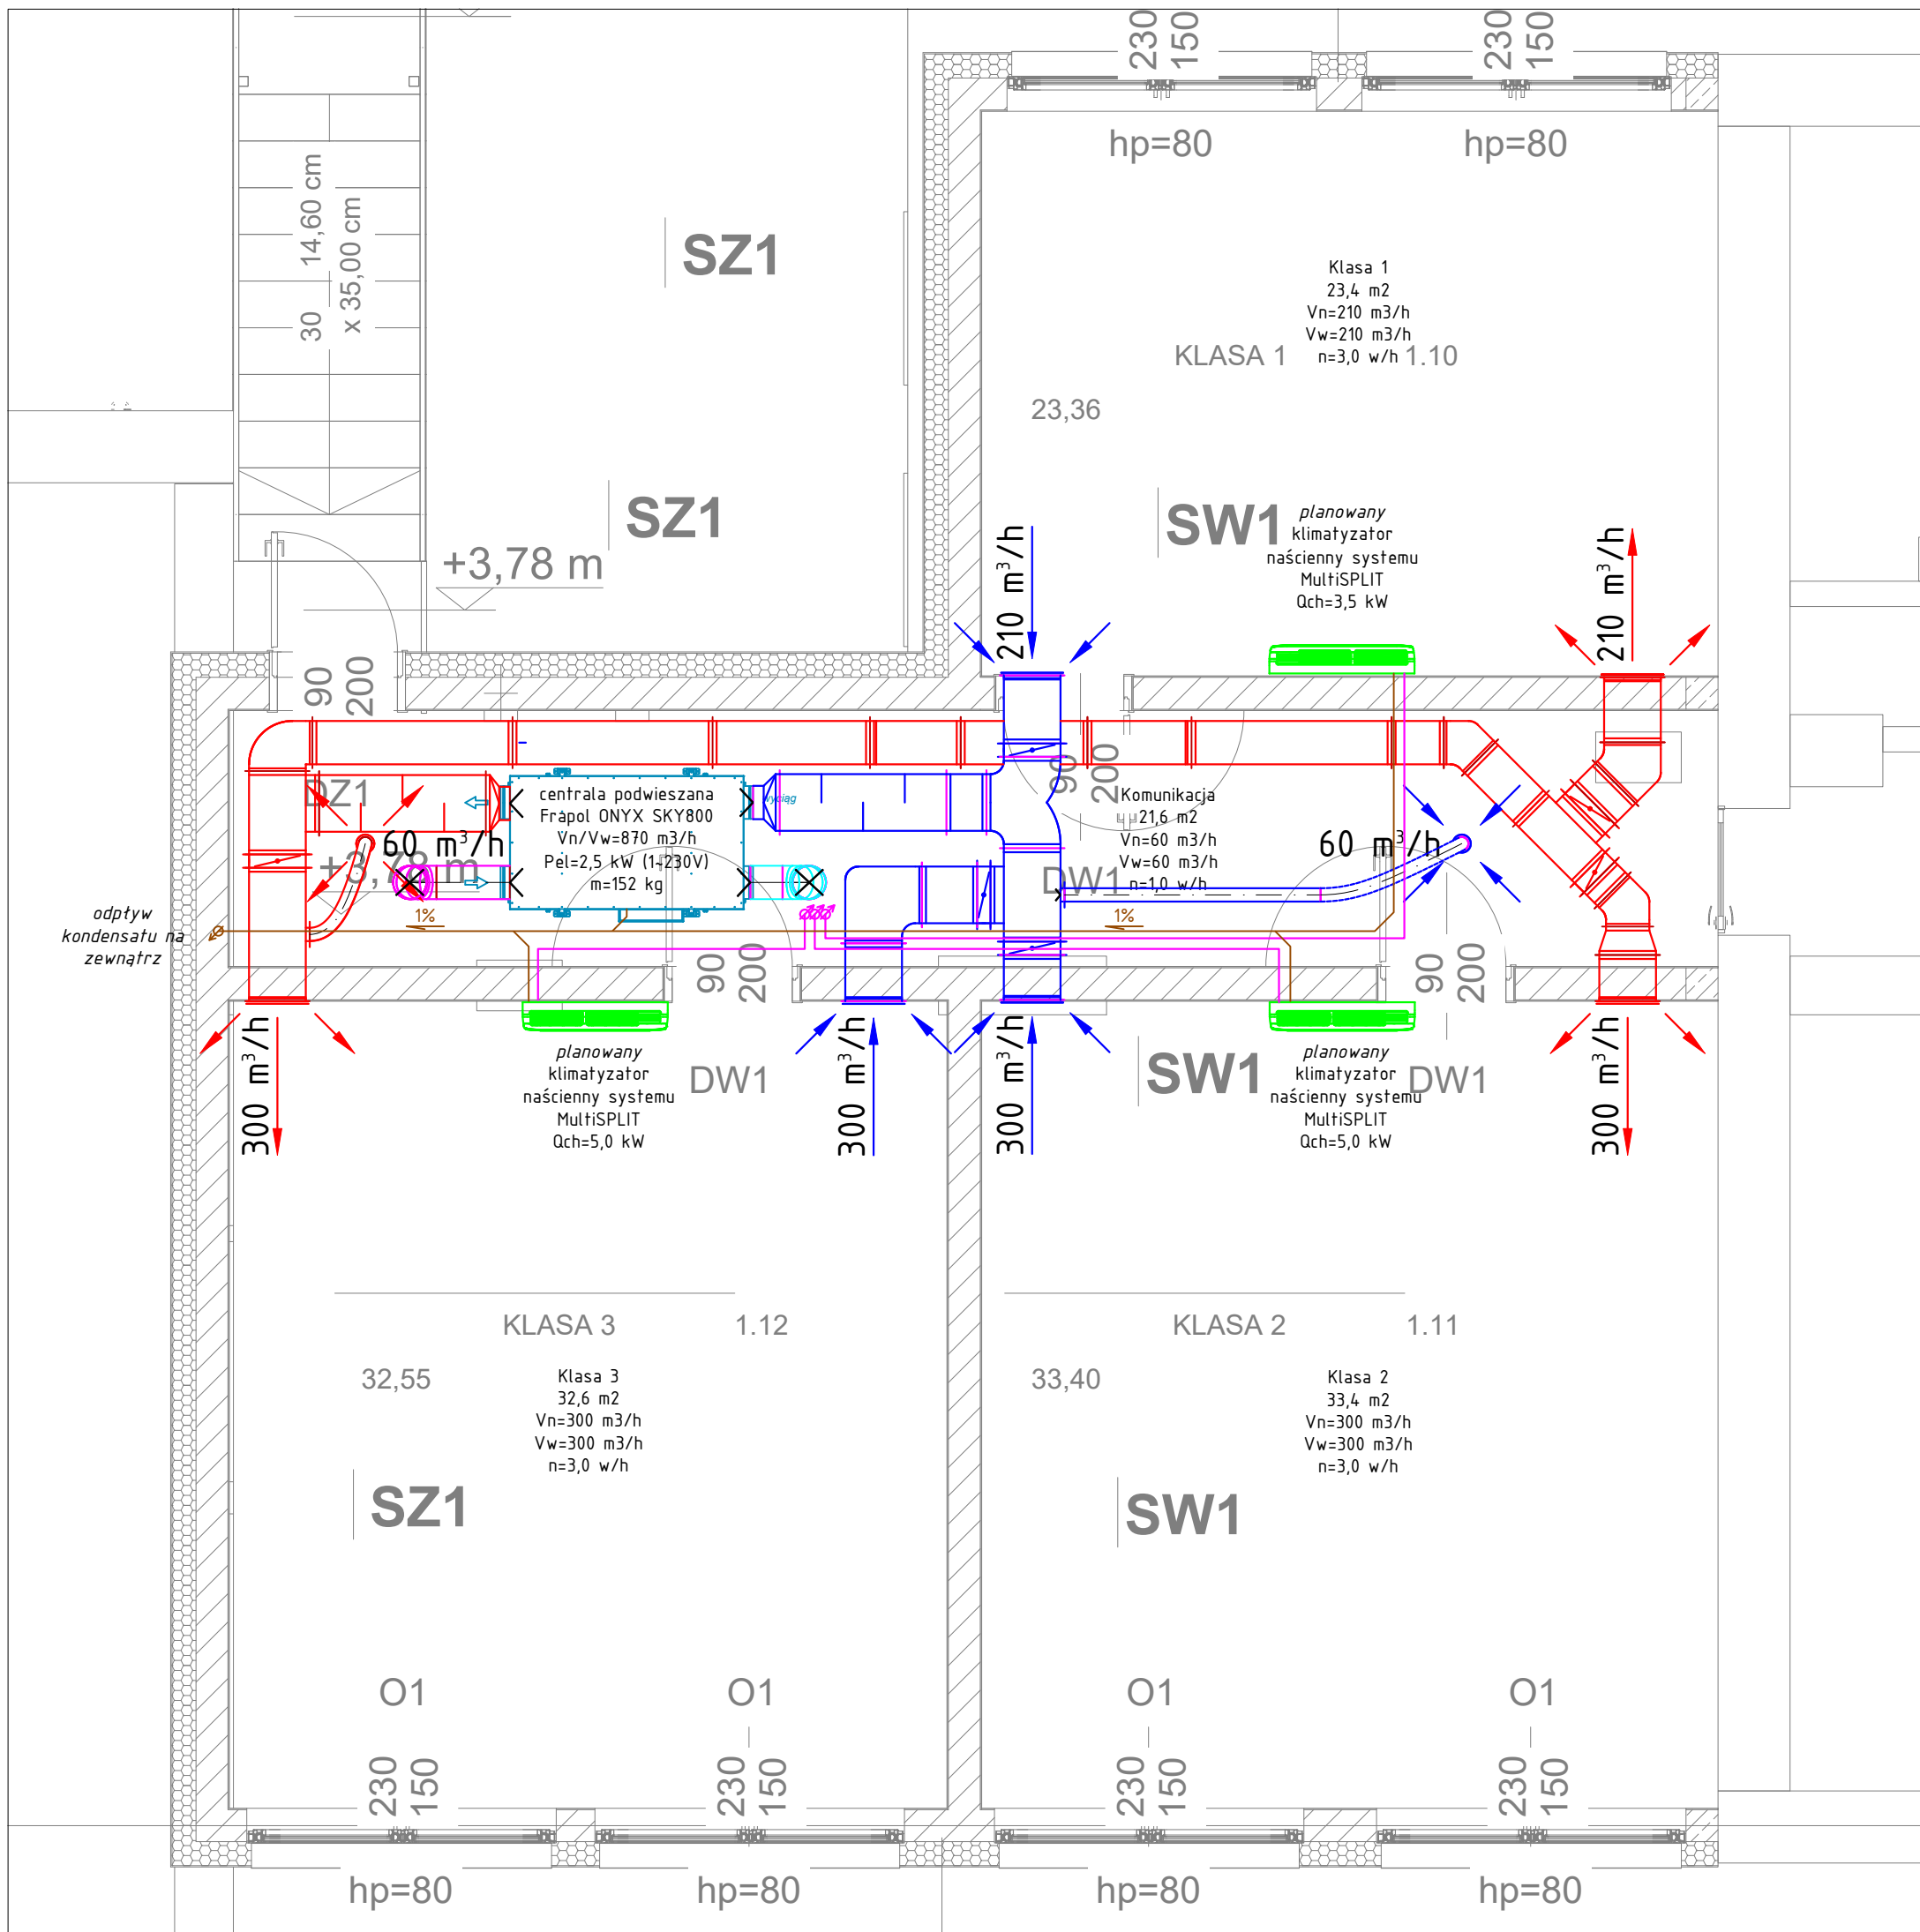 230
150
230
150
hp=80
hp=80
30
14,60 cm
x 35,00 cm
SZ1
Klasa 1
23,4 m2
Vn=210 m3/h
Vw=210 m3/h
n=3,0 w/h
KLASA 1
1.10
23,36
SZ1
SW1
planowany
klimatyzator
naścienny systemu
MultiSPLIT
Qch=3,5 kW
+3,78 m
210 m³/h
210 m³/h
90
200
90
200
DZ1
60 m³/h
+3,78 m
centrala podwieszana
Frapol ONYX SKY800
Vn/Vw=870 m3/h
Pel=2,5 kW (1~230V)
m=152 kg
wyciąg
Komunikacja
21,6 m2
Vn=60 m3/h
Vw=60 m3/h
n=1,0 w/h
DW1
60 m³/h
odpływ
kondensatu na
zewnątrz
1%
1%
90
200
90
200
300 m³/h
300 m³/h
300 m³/h
300 m³/h
planowany
klimatyzator
naścienny systemu
MultiSPLIT
Qch=5,0 kW
DW1
SW1
planowany
klimatyzator
naścienny systemu
MultiSPLIT
Qch=5,0 kW
DW1
KLASA 3
1.12
32,55
Klasa 3
32,6 m2
Vn=300 m3/h
Vw=300 m3/h
n=3,0 w/h
KLASA 2
1.11
33,40
Klasa 2
33,4 m2
Vn=300 m3/h
Vw=300 m3/h
n=3,0 w/h
SZ1
SW1
O1
O1
O1
O1
230
150
230
150
230
150
230
150
hp=80
hp=80
hp=80
hp=80